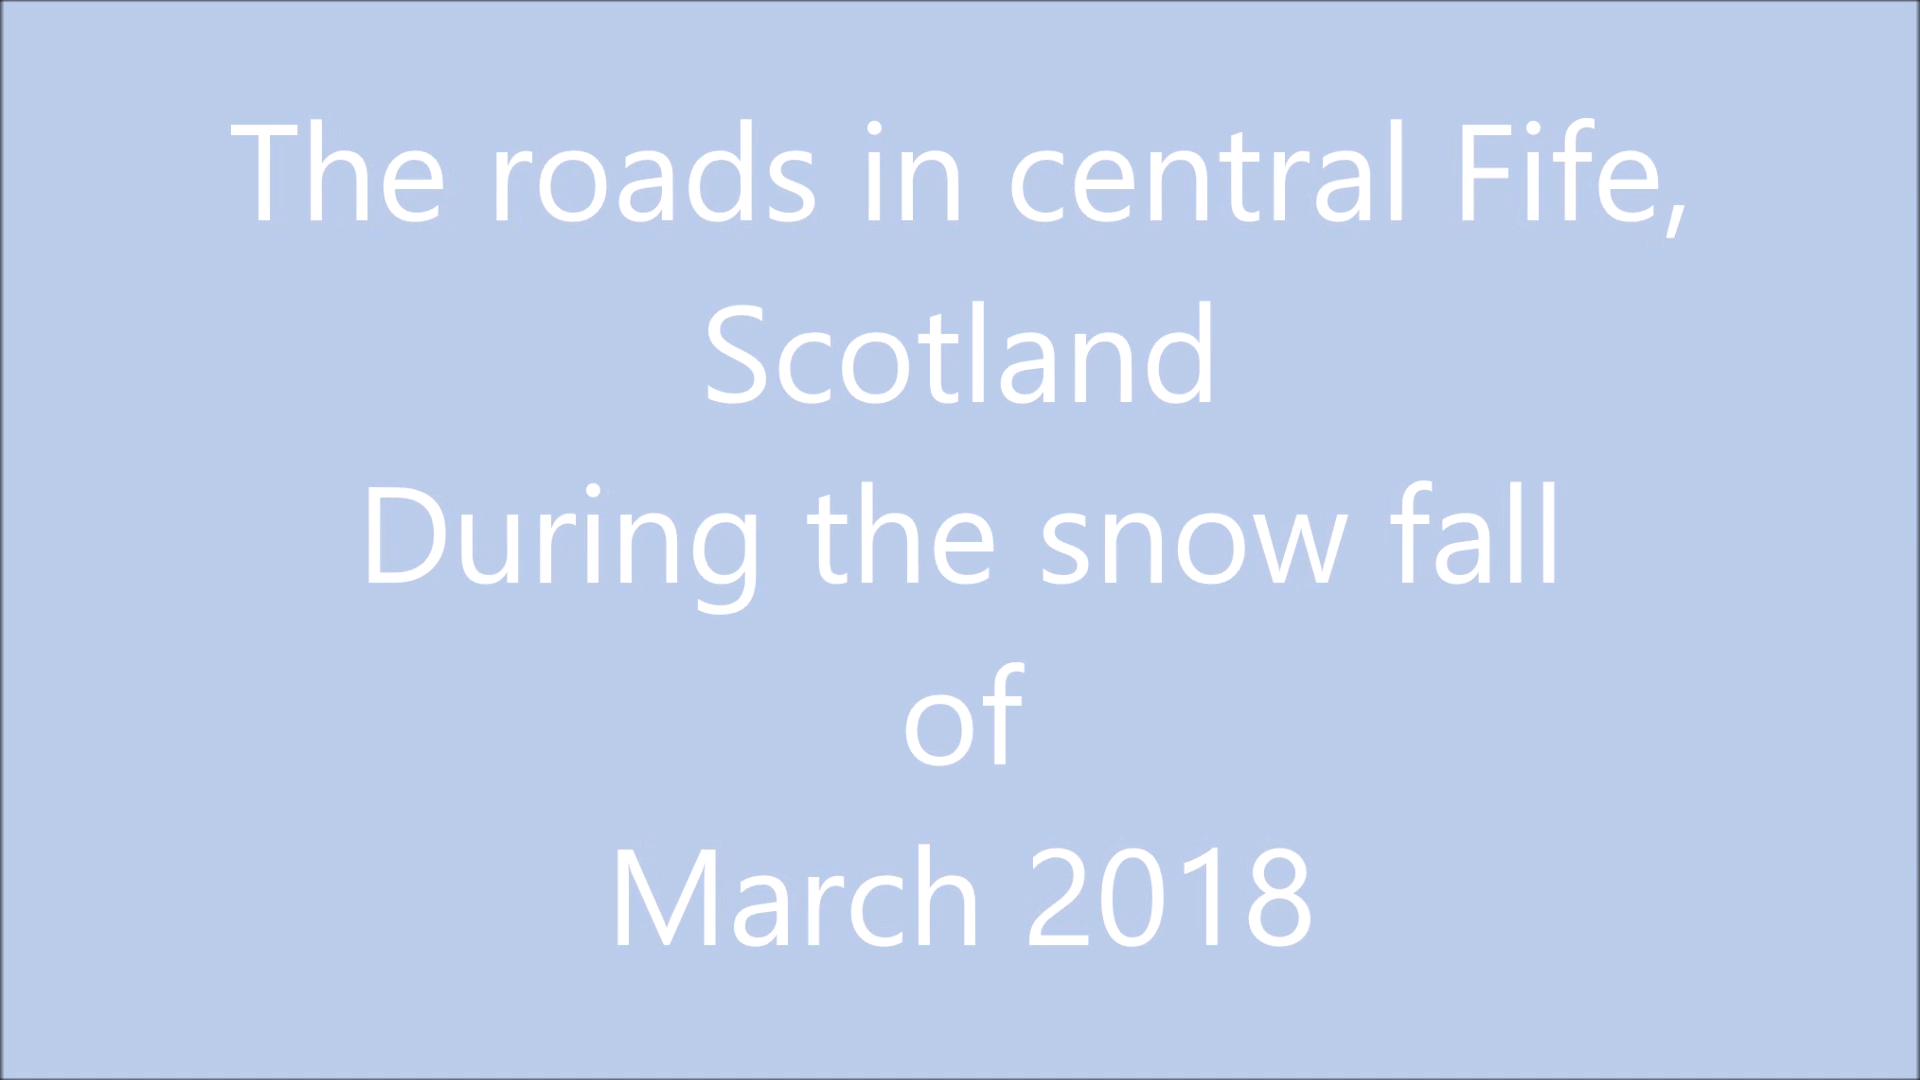 The roads in central Fife,
Scotland
During the snow fall
of
March 2018